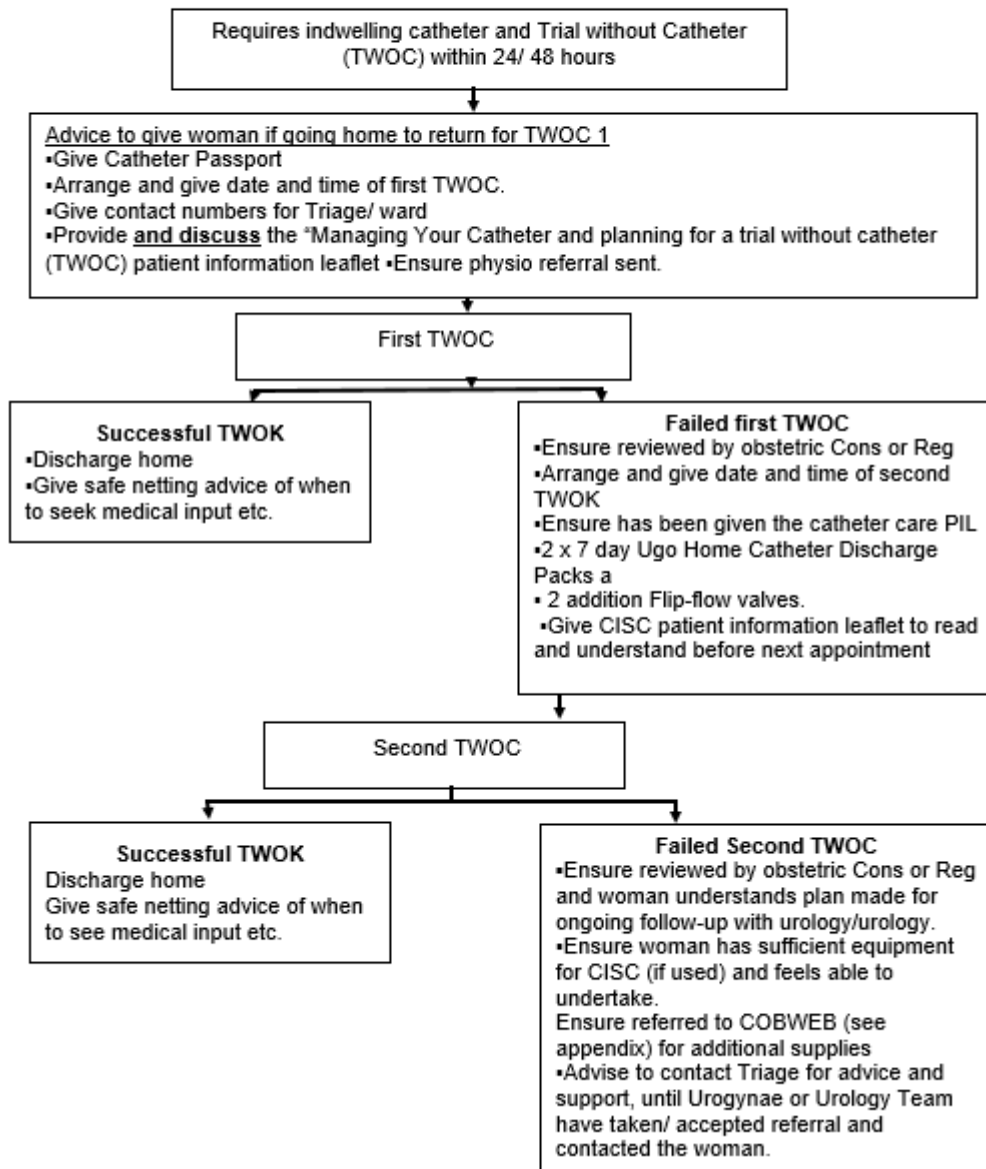 Requires indwelling catheter and Trial without Catheter
(TWOC) within 24/ 48 hours
Advice to give woman if going home to return for TWOC 1
▪Give Catheter Passport
▪Arrange and give date and time of first TWOC.
▪Give contact numbers for Triage/ ward
▪Provide and discuss the “Managing Your Catheter and planning for a trial without catheter
(TWOC) patient information leaflet ▪Ensure physio referral sent.
First TWOC
Successful TWOK
▪Discharge home
▪Give safe netting advice of when
to seek medical input etc.
Failed first TWOC
▪Ensure reviewed by obstetric Cons or Reg
▪Arrange and give date and time of second
TWOK
▪Ensure has been given the catheter care PIL
▪2 x 7 day Ugo Home Catheter Discharge
Packs a
▪ 2 addition Flip-flow valves.
▪Give CISC patient information leaflet to read
and understand before next appointment
Second TWOC
Successful TWOK
Discharge home
Give safe netting advice of when
to see medical input etc.
Failed Second TWOC
▪Ensure reviewed by obstetric Cons or Reg
and woman understands plan made for
ongoing follow-up with urology/urology.
▪Ensure woman has sufficient equipment
for CISC (if used) and feels able to
undertake.
Ensure referred to COBWEB (see
appendix) for additional supplies
▪Advise to contact Triage for advice and
support, until Urogynae or Urology Team
have taken/ accepted referral and
contacted the woman.